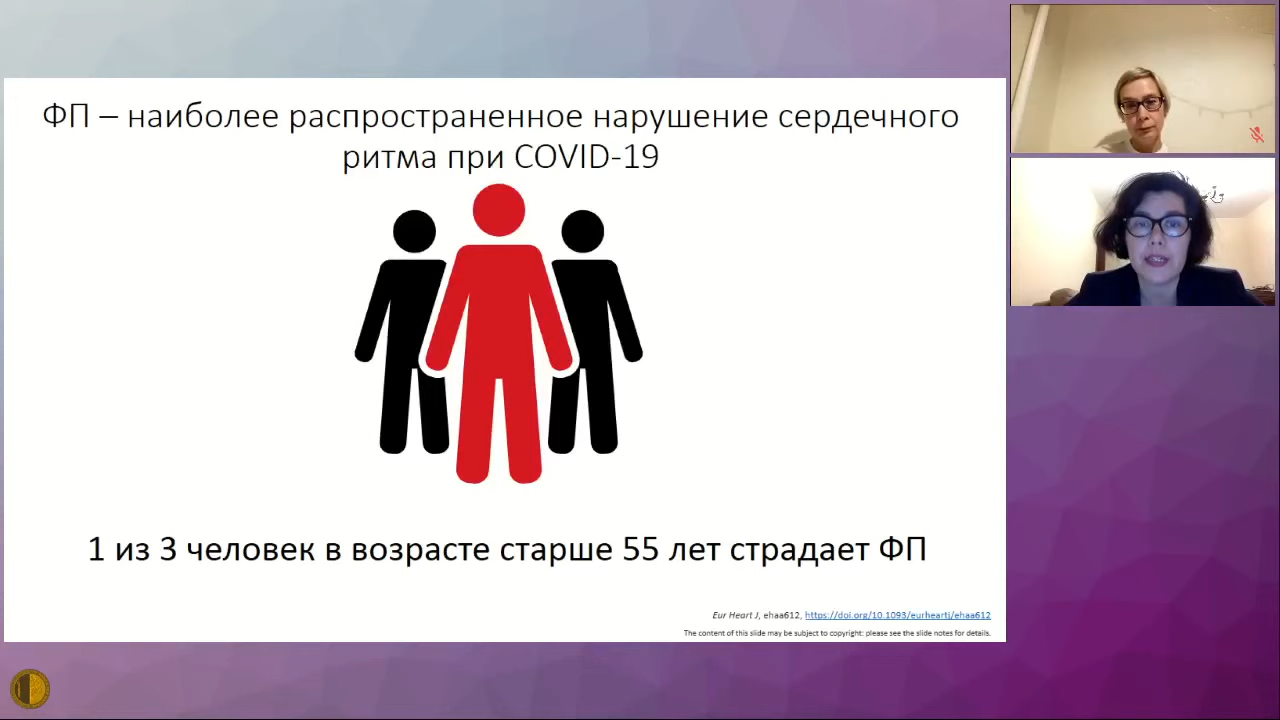 ФП – наиболее распространенное нарушение сердечного
ритма при COVID-19
1 из 3 человек в возрасте старше 55 лет страдает ФП
Eur Heart J, ehaa612, https://doi.org/10.1093/eurheartj/ehaa612
The content of this slide may be subject to copyright: please see the slide notes for details.